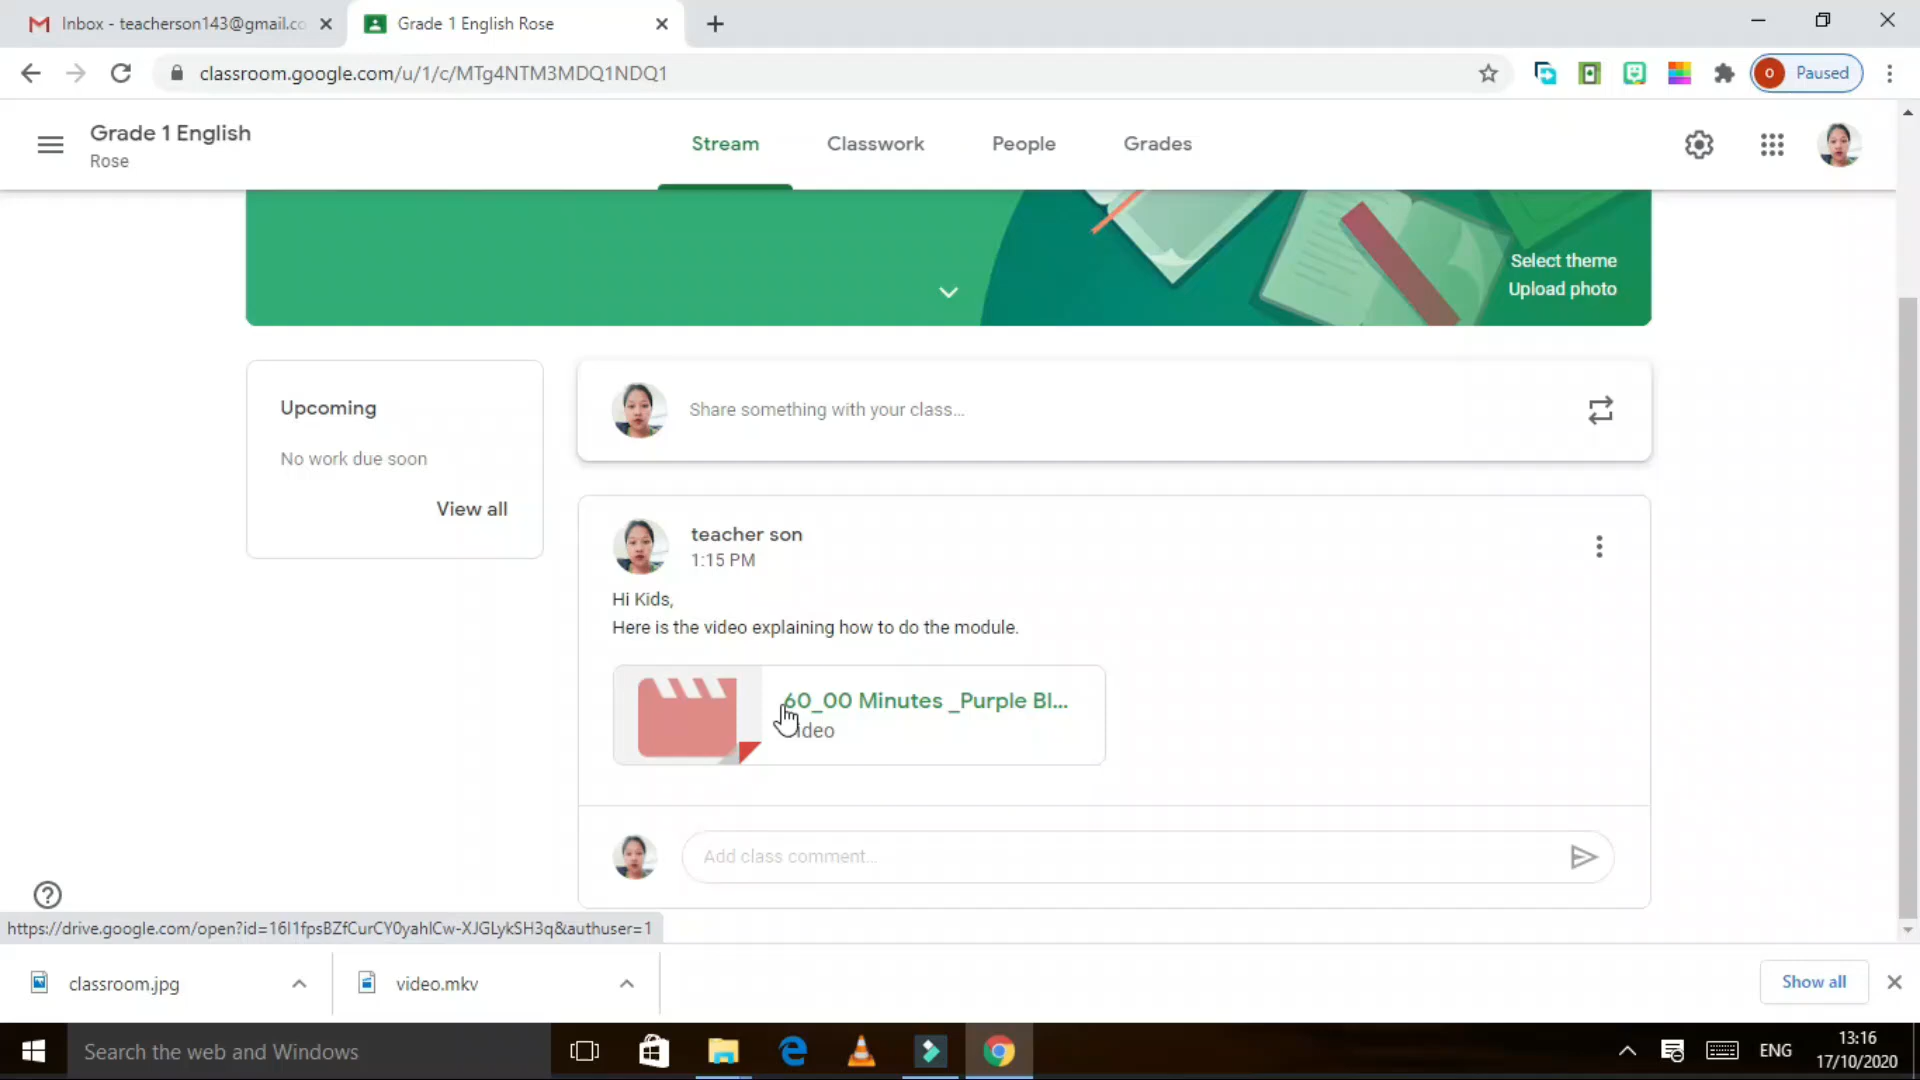 Inbox - teacherson143@gmail.co
Grade 1 English Rose
classroom.google.com/u/1/c/MTg4NTM3MDQ1NDQ1
Paused
Grade 1 English
Rose
Stream
Classwork
People
Grades
Select theme
Upload photo
Upcoming
No work due soon
View all
Share something with your class...
teacher son
1:15 PM
Hi Kids,
Here is the video explaining how to do the module.
60_00 Minutes _Purple Bl...
ideo
Add class comment...
https://drive.google.com/open?id=16I1fpsBZfCurCY0yahlCw-XJGLykSH3q&authuser=1
classroom.jpg
video.mkv
Show all
Search the web and Windows
ENG
13:16
17/10/2020